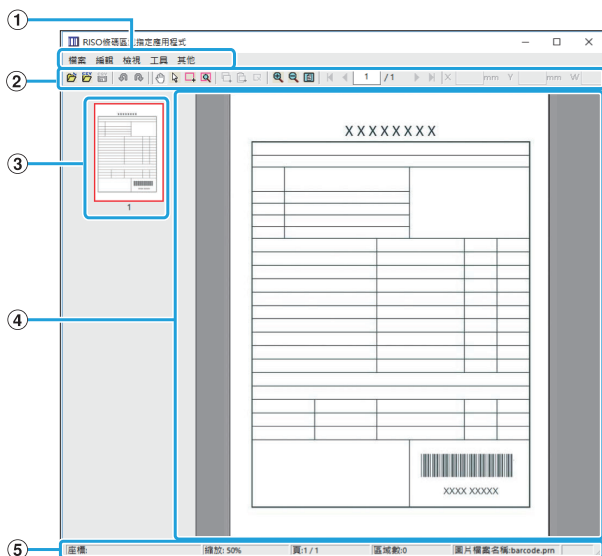 ①
RISO條碼區域指定應用程式
檔案 編輯 檢視 工具 其他
②
1 /1 X mm Y mm W
③
1
XXXXXXXX
④
XXXX XXXXX
⑤
座標: 縮放: 50% 頁:1 / 1 區域數:0 圖片檔案名稱:barcode.prn